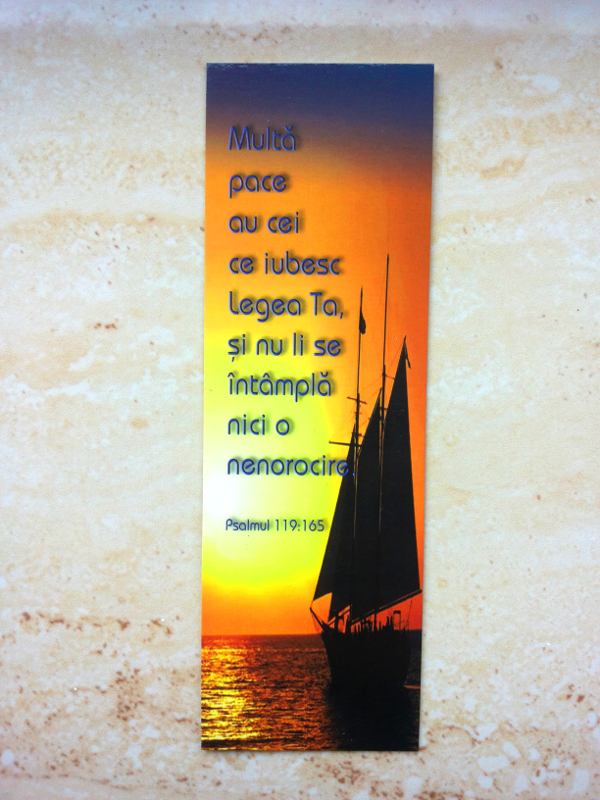 Multă
pace
au cei
ce iubesc
Legea Ta,
și nu li se
întâmplă
nici o
nenorocire.
Psalmul 119:165